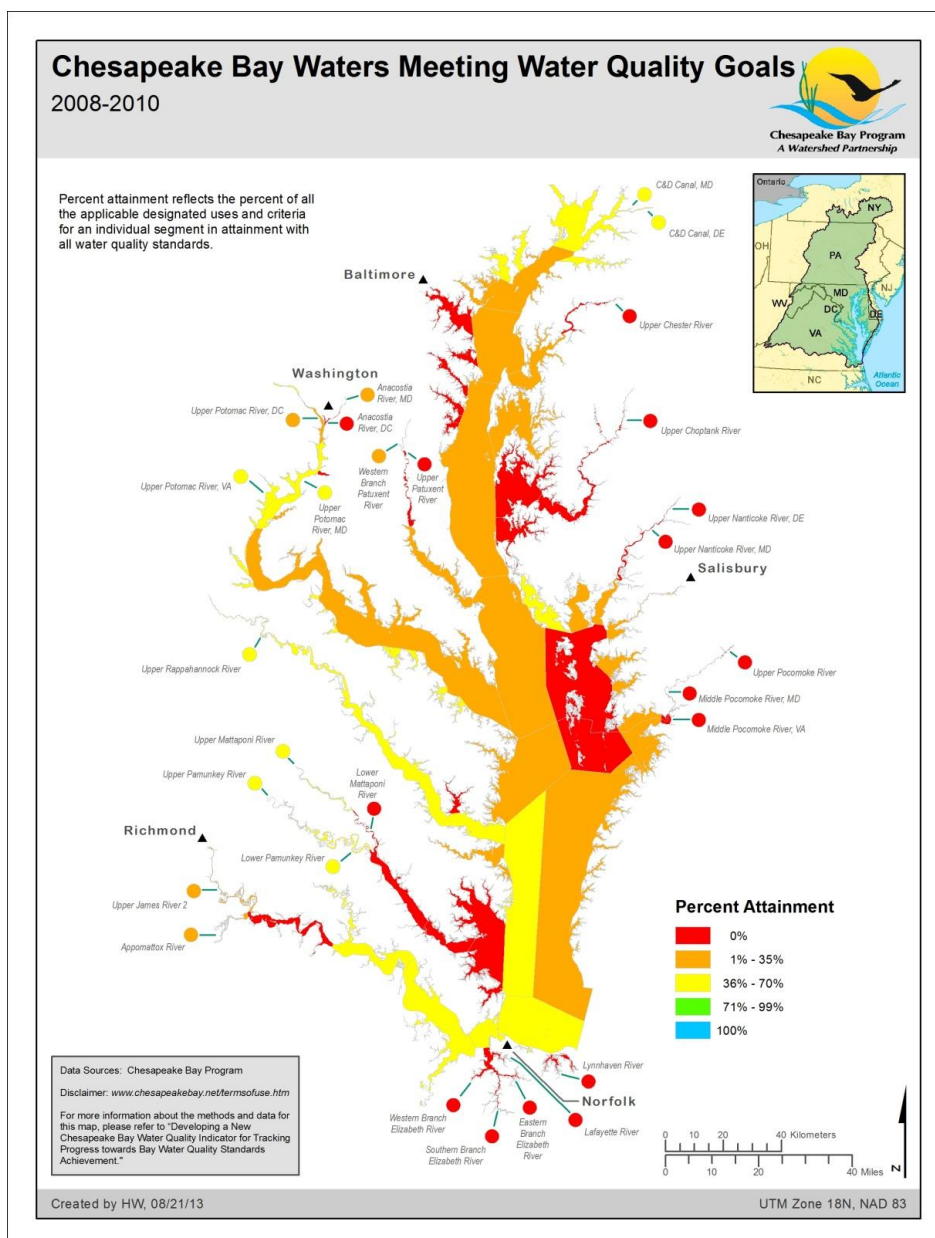 Chesapeake Bay Waters Meeting Water Quality Goals
2008-2010
Chesapeake Bay Program
A Watershed Partnership
Percent attainment reflects the percent of all
the applicable designated uses and criteria
for an individual segment in attainment with
all water quality standards.
C&D Canal, MD
C&D Canal, DE
Ontario
NY
OH
PA
NJ
MD
WV
DC
DE
VA
NC
Atlantic
Ocean
Baltimore
Upper Chester River
Washington
Anacostia
River, MD
Upper Potomac River, DC
Anacostia
River, DC
Upper Choptank River
Western
Branch
Patuxent
River
Upper
Patuxent
River
Upper Potomac River, VA
Upper
Potomac
River, MD
Upper Nanticoke River, DE
Upper Nanticoke River, MD
Salisbury
Upper Rappahannock River
Upper Pocomoke River
Middle Pocomoke River, MD
Middle Pocomoke River, VA
Upper Mattaponi River
Upper Pamunkey River
Lower
Mattaponi
River
Richmond
Lower Pamunkey River
Upper James River 2
Appomattox River
Percent Attainment
0%
1% - 35%
36% - 70%
71% - 99%
100%
Lynnhaven River
Norfolk
Western Branch
Elizabeth River
Eastern
Branch
Elizabeth
River
Lafayette River
Southern Branch
Elizabeth River
Data Sources: Chesapeake Bay Program
Disclaimer: www.chesapeakebay.net/termsofuse.htm
For more information about the methods and data for
this map, please refer to "Developing a New
Chesapeake Bay Water Quality Indicator for Tracking
Progress towards Bay Water Quality Standards
Achievement."
0 10 20 40 Kilometers
0 10 20 40 Miles
N
Created by HW, 08/21/13
UTM Zone 18N, NAD 83